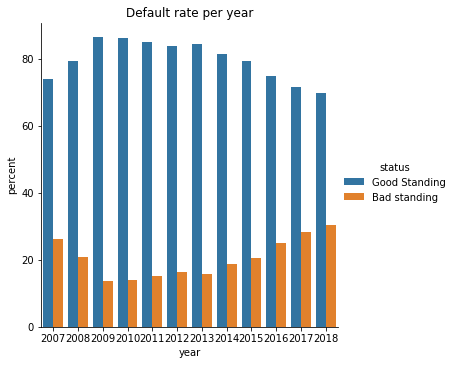 Default rate per year
percent
80
60
40
20
0
2007 2008 2009 2010 2011 2012 2013 2014 2015 2016 2017 2018
year
status
Good Standing
Bad standing